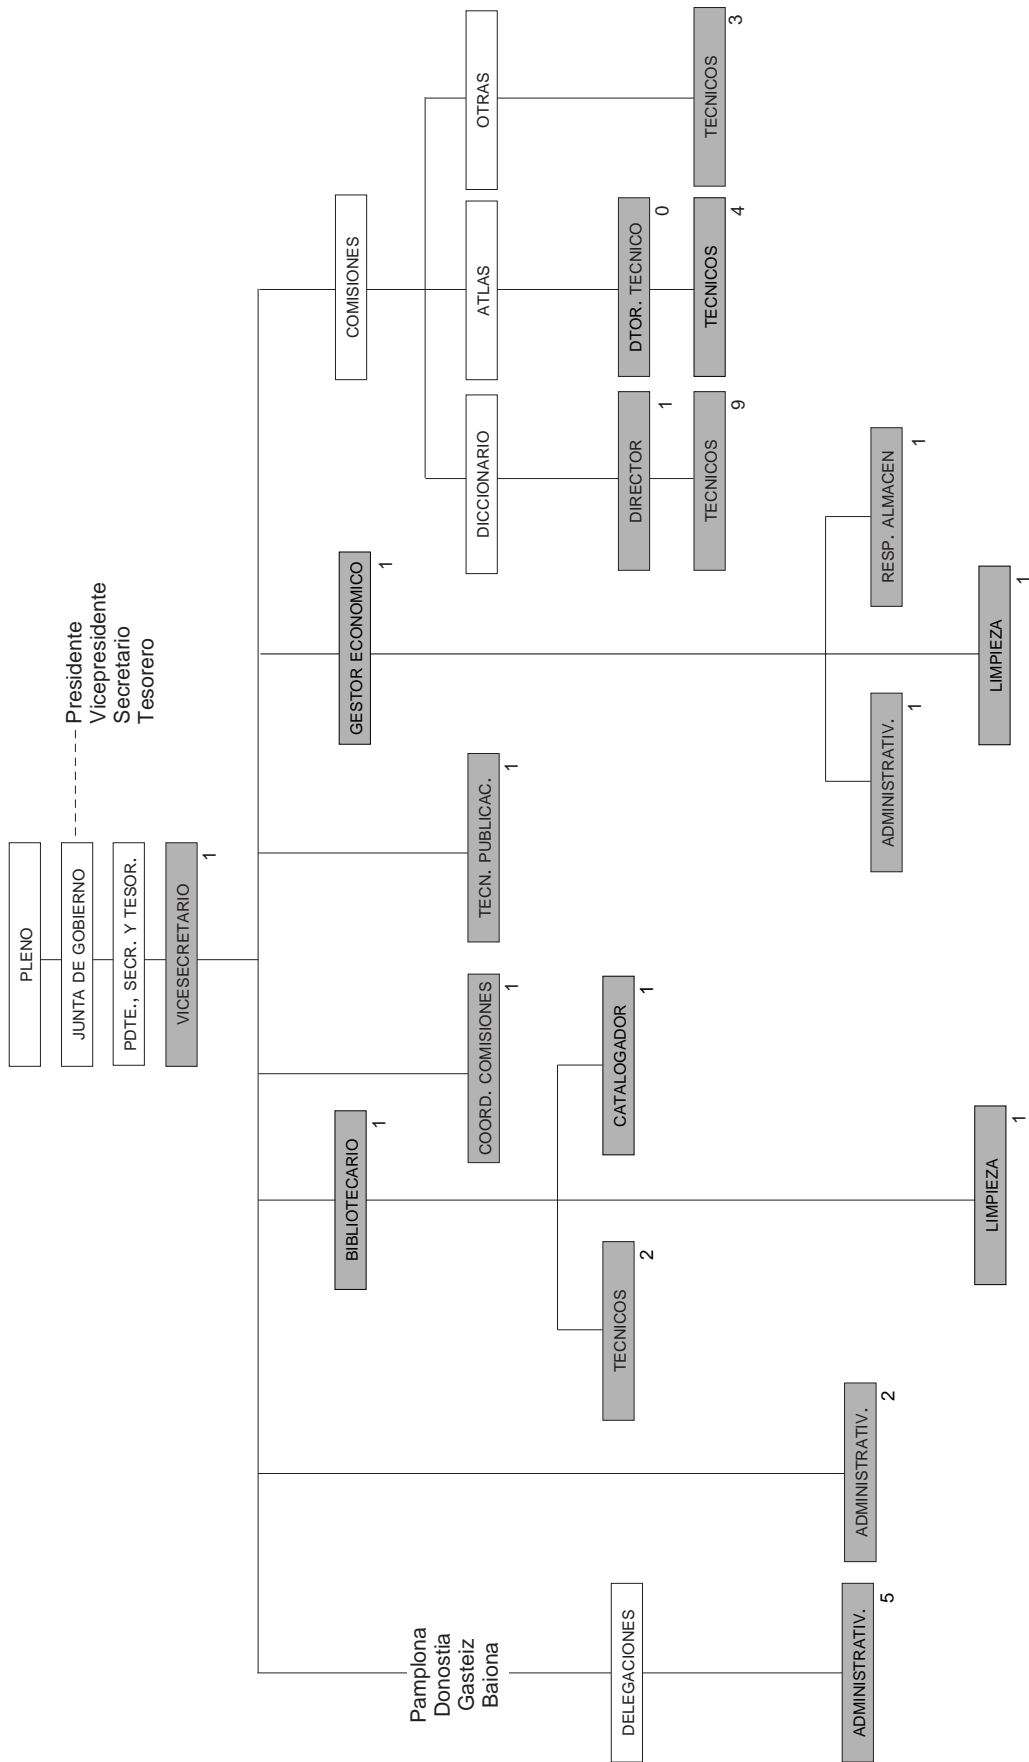 PLENO
JUNTA DE GOBIERNO
Presidente
Vicepresidente
Secretario
Tesorero
PDTE., SECR. Y TESOR.
VICESECRETARIO
1
Pamplona
Donostia
Gasteiz
Baiona
DELEGACIONES
ADMINISTRATIV.
5
ADMINISTRATIV.
2
BIBLIOTECARIO
1
TECNICOS
2
CATALOGADOR
1
LIMPIEZA
1
COORD. COMISIONES
1
TECN. PUBLICAC.
1
GESTOR ECONOMICO
1
ADMINISTRATIV.
1
RESP. ALMACEN
1
LIMPIEZA
1
COMISIONES
DICCIONARIO
DIRECTOR
1
TECNICOS
9
ATLAS
DTOR. TECNICO
0
TECNICOS
4
OTRAS
TECNICOS
3